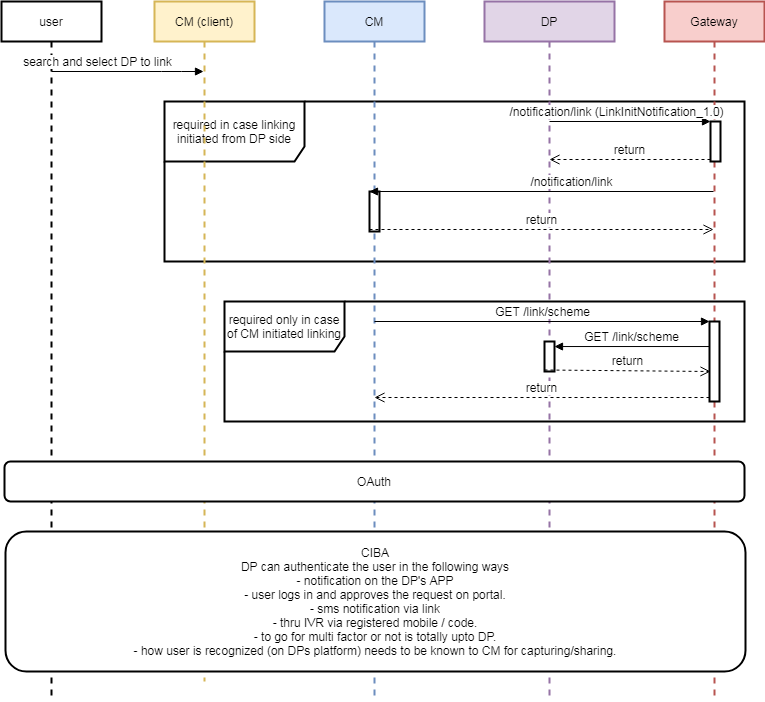 user
CM (client)
CM
DP
Gateway
search and select DP to link
/notification/link (LinkInitNotification_1.0)
required in case linking
initiated from DP side
return
/notification/link
return
GET /link/scheme
required only in case
of CM initiated linking
GET /link/scheme
return
return
OAuth
CIBA
DP can authenticate the user in the following ways
- notification on the DP's APP
- user logs in and approves the request on portal.
- sms notification via link
- thru IVR via registered mobile / code.
- to go for multi factor or not is totally upto DP.
- how user is recognized (on DPs platform) needs to be known to CM for capturing/sharing.